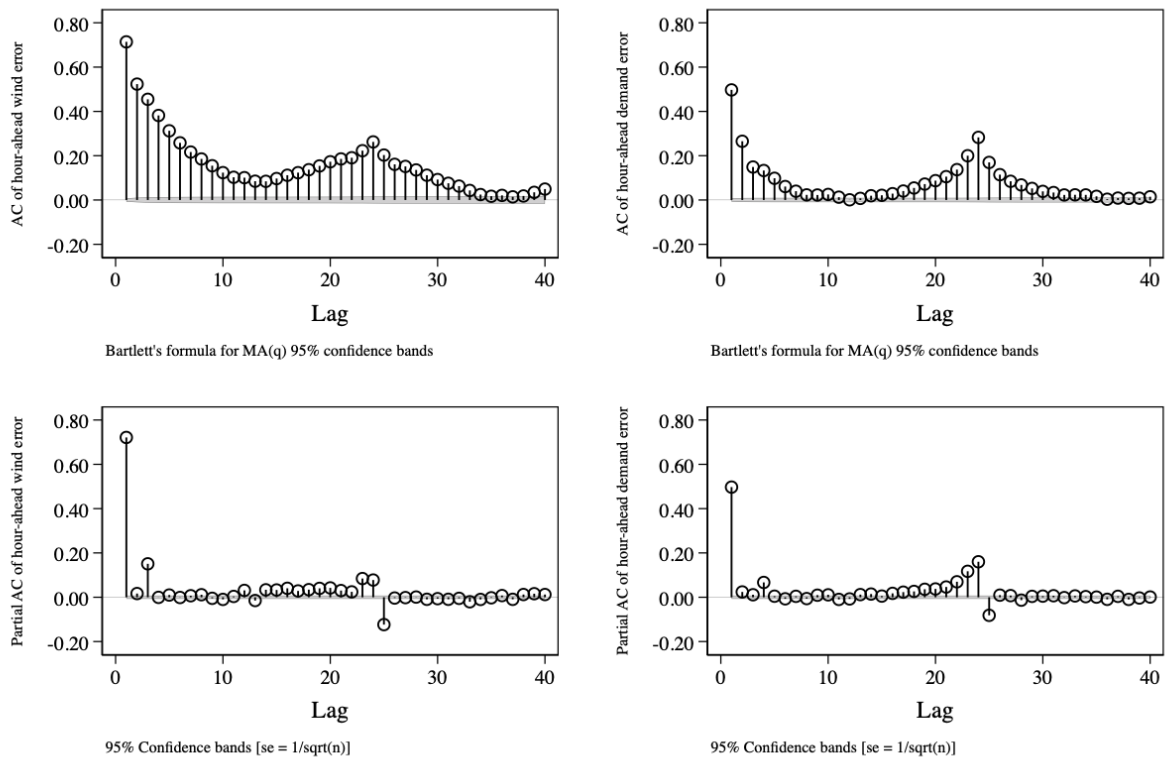 AC of hour-ahead wind error
0.80
0.60
0.40
0.20
0.00
-0.20
0 10 20 30 40
Lag
Bartlett's formula for MA(q) 95% confidence bands
AC of hour-ahead demand error
0.80
0.60
0.40
0.20
0.00
-0.20
0 10 20 30 40
Lag
Bartlett's formula for MA(q) 95% confidence bands
Partial AC of hour-ahead wind error
0.80
0.60
0.40
0.20
0.00
-0.20
0 10 20 30 40
Lag
95% Confidence bands [se = 1/sqrt(n)]
Partial AC of hour-ahead demand error
0.80
0.60
0.40
0.20
0.00
-0.20
0 10 20 30 40
Lag
95% Confidence bands [se = 1/sqrt(n)]